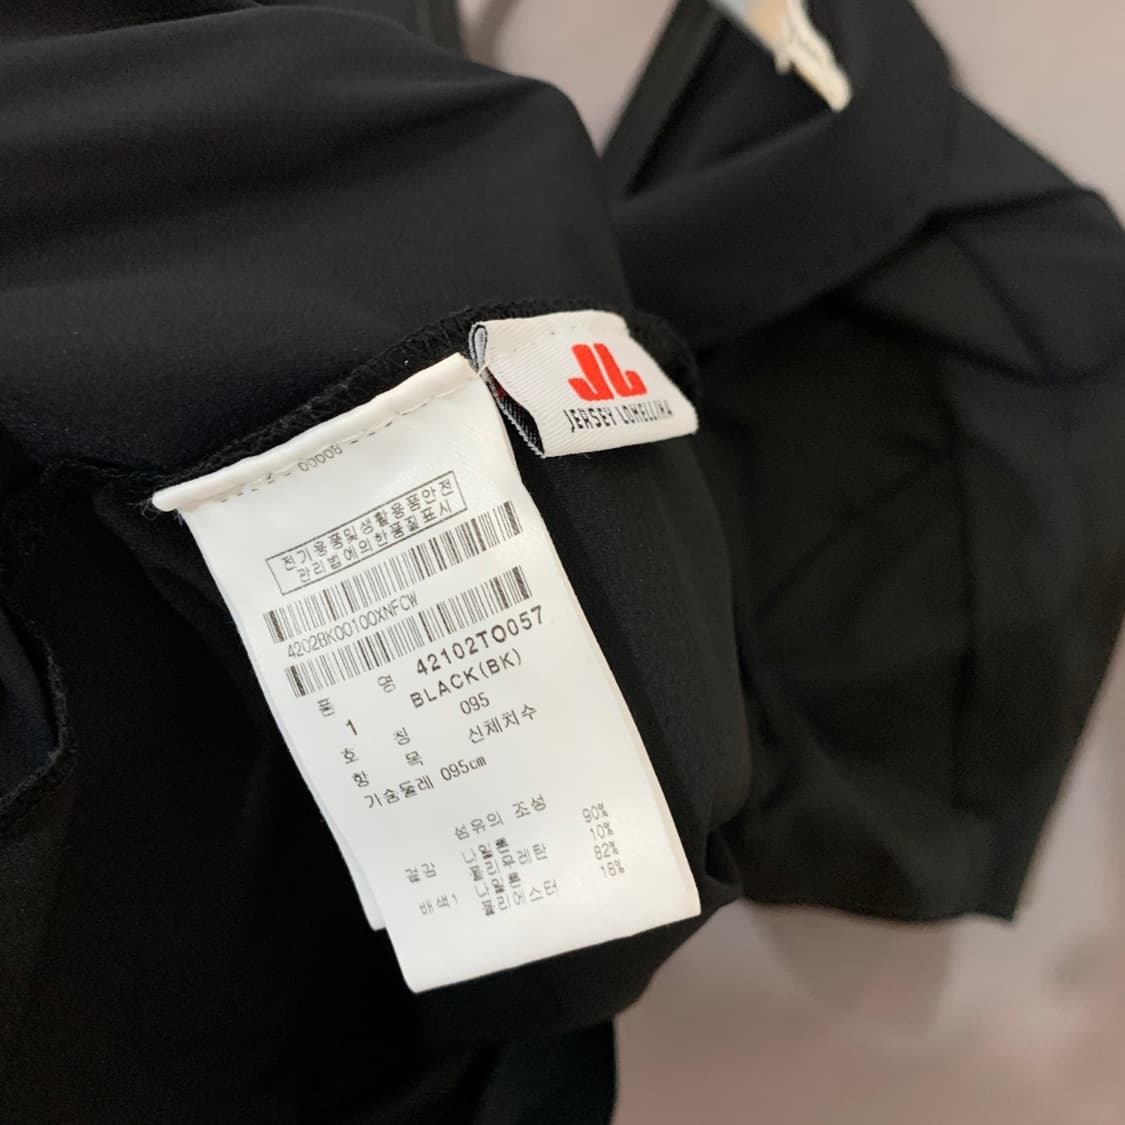 JL
JERSEY LOMELLINA
00008
전기용품및생활용품안전
관리법에의한품질표시
4202BK00100XNFCW
품 명 42102TO057
1 BLACK(BK)
호 칭 095
항 목 신체치수
가슴둘레 095cm
섬유의 조성
겉감 나일론 90%
폴리우레탄 10%
배색1 나일론 82%
폴리에스터 18%